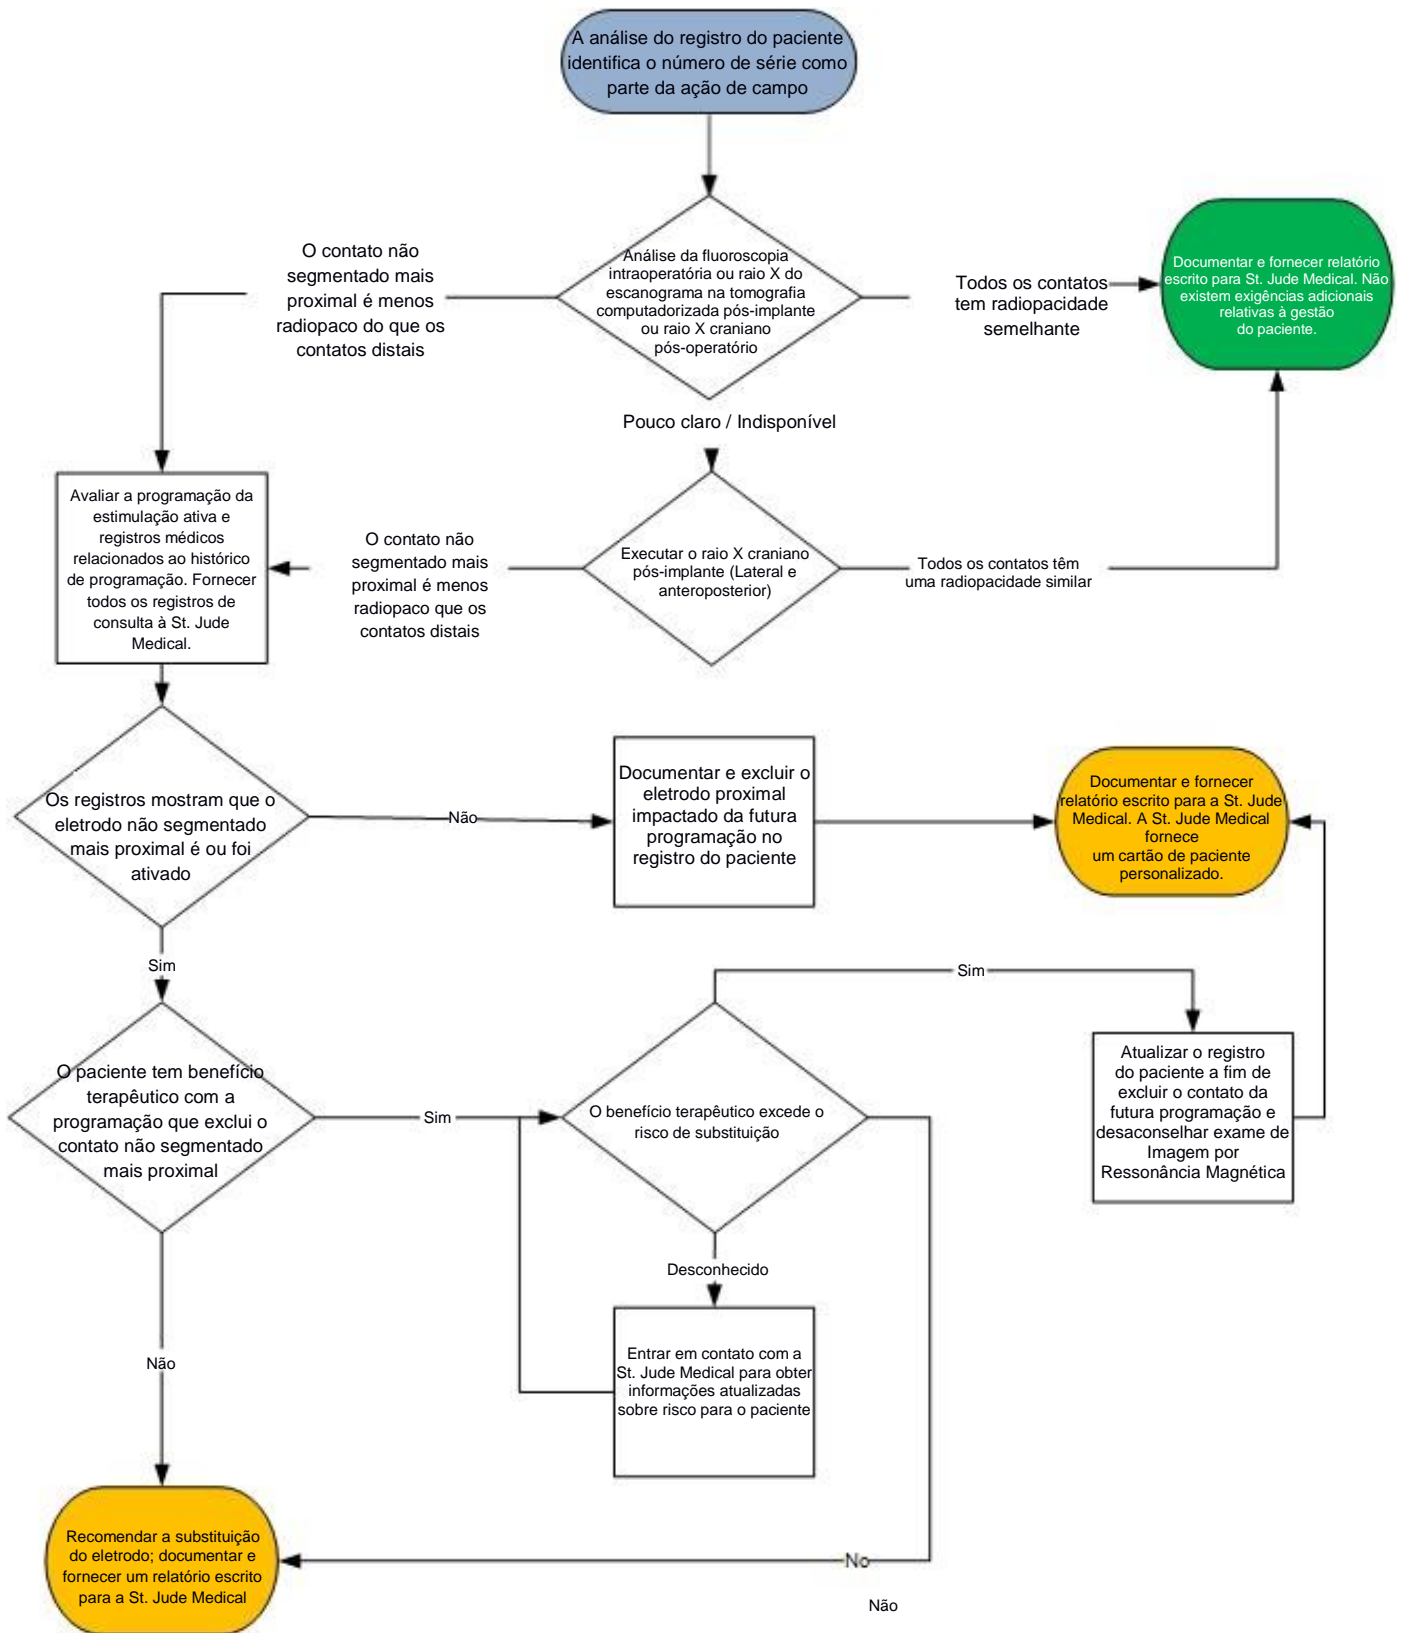 A análise do registro do paciente
identifica o número de série como
parte da ação de campo
O contato não
segmentado mais
proximal é menos
radiopaco do que os
contatos distais
Análise da fluoroscopia
intraoperatória ou raio X do
escanograma na tomografia
computadorizada pós-implante
ou raio X craniano
pós-operatório
Todos os contatos
tem radiopacidade
semelhante
Documentar e fornecer relatório
escrito para St. Jude Medical. Não
existem exigências adicionais
relativas à gestão
do paciente.
Pouco claro / Indisponível
Avaliar a programação da
estimulação ativa e
registros médicos
relacionados ao histórico
de programação. Fornecer
todos os registros de
consulta à St. Jude
Medical.
O contato não
segmentado mais
proximal é menos
radiopaco que os
contatos distais
Executar o raio X craniano
pós-implante (Lateral e
anteroposterior)
Todos os contatos têm
uma radiopacidade similar
Os registros mostram que o
eletrodo não segmentado
mais proximal é ou foi
ativado
Não
Documentar e excluir o
eletrodo proximal
impactado da futura
programação no
registro do paciente
Documentar e fornecer
relatório escrito para a St. Jude
Medical. A St. Jude Medical
fornece
um cartão de paciente
personalizado.
Sim
Sim
O paciente tem benefício
terapêutico com a
programação que exclui o
contato não segmentado
mais proximal
Sim
O benefício terapêutico excede o
risco de substituição
Atualizar o registro
do paciente a fim de
excluir o contato da
futura programação e
desaconselhar exame de
Imagem por
Ressonância Magnética
Desconhecido
Não
Entrar em contato com a
St. Jude Medical para obter
informações atualizadas
sobre risco para o paciente
Recomendar a substituição
do eletrodo; documentar e
fornecer um relatório escrito
para a St. Jude Medical
No
Não